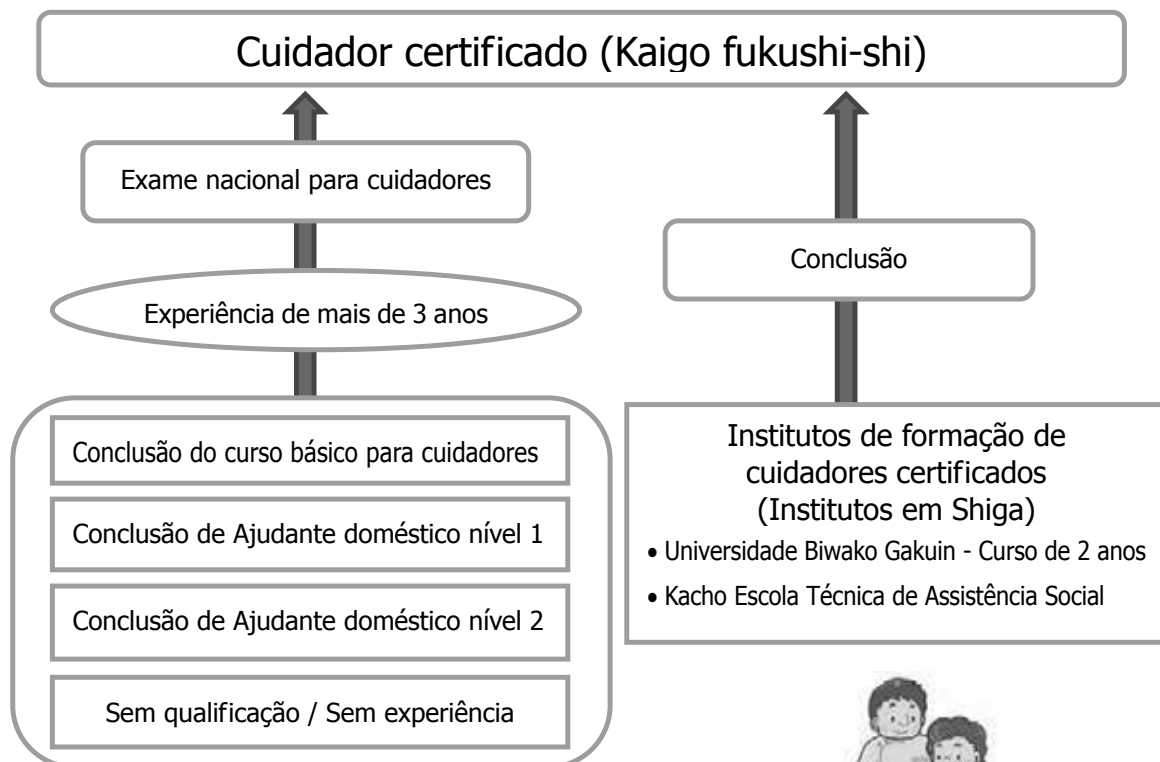 Cuidador certificado (Kaigo fukushi-shi)
Exame nacional para cuidadores
Experiência de mais de 3 anos
Conclusão do curso básico para cuidadores
Conclusão de Ajudante doméstico nível 1
Conclusão de Ajudante doméstico nível 2
Sem qualificação / Sem experiência
Conclusão
Institutos de formação de
cuidadores certificados
(Institutos em Shiga)
• Universidade Biwako Gakuin - Curso de 2 anos
• Kacho Escola Técnica de Assistência Social